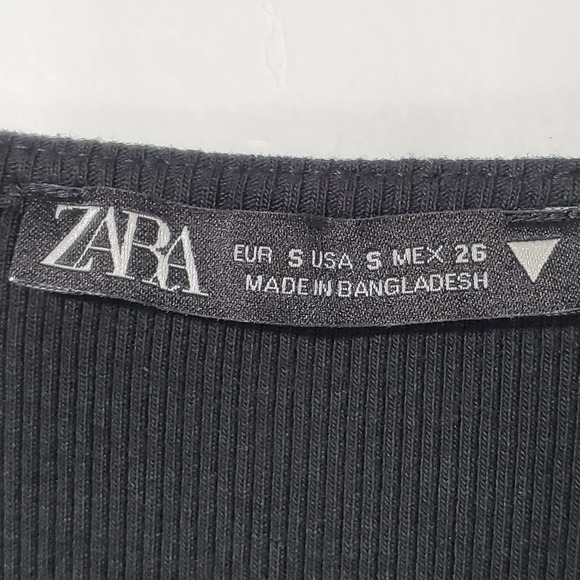 ZARA
EUR S USA S MEX 26
MADE IN BANGLADESH